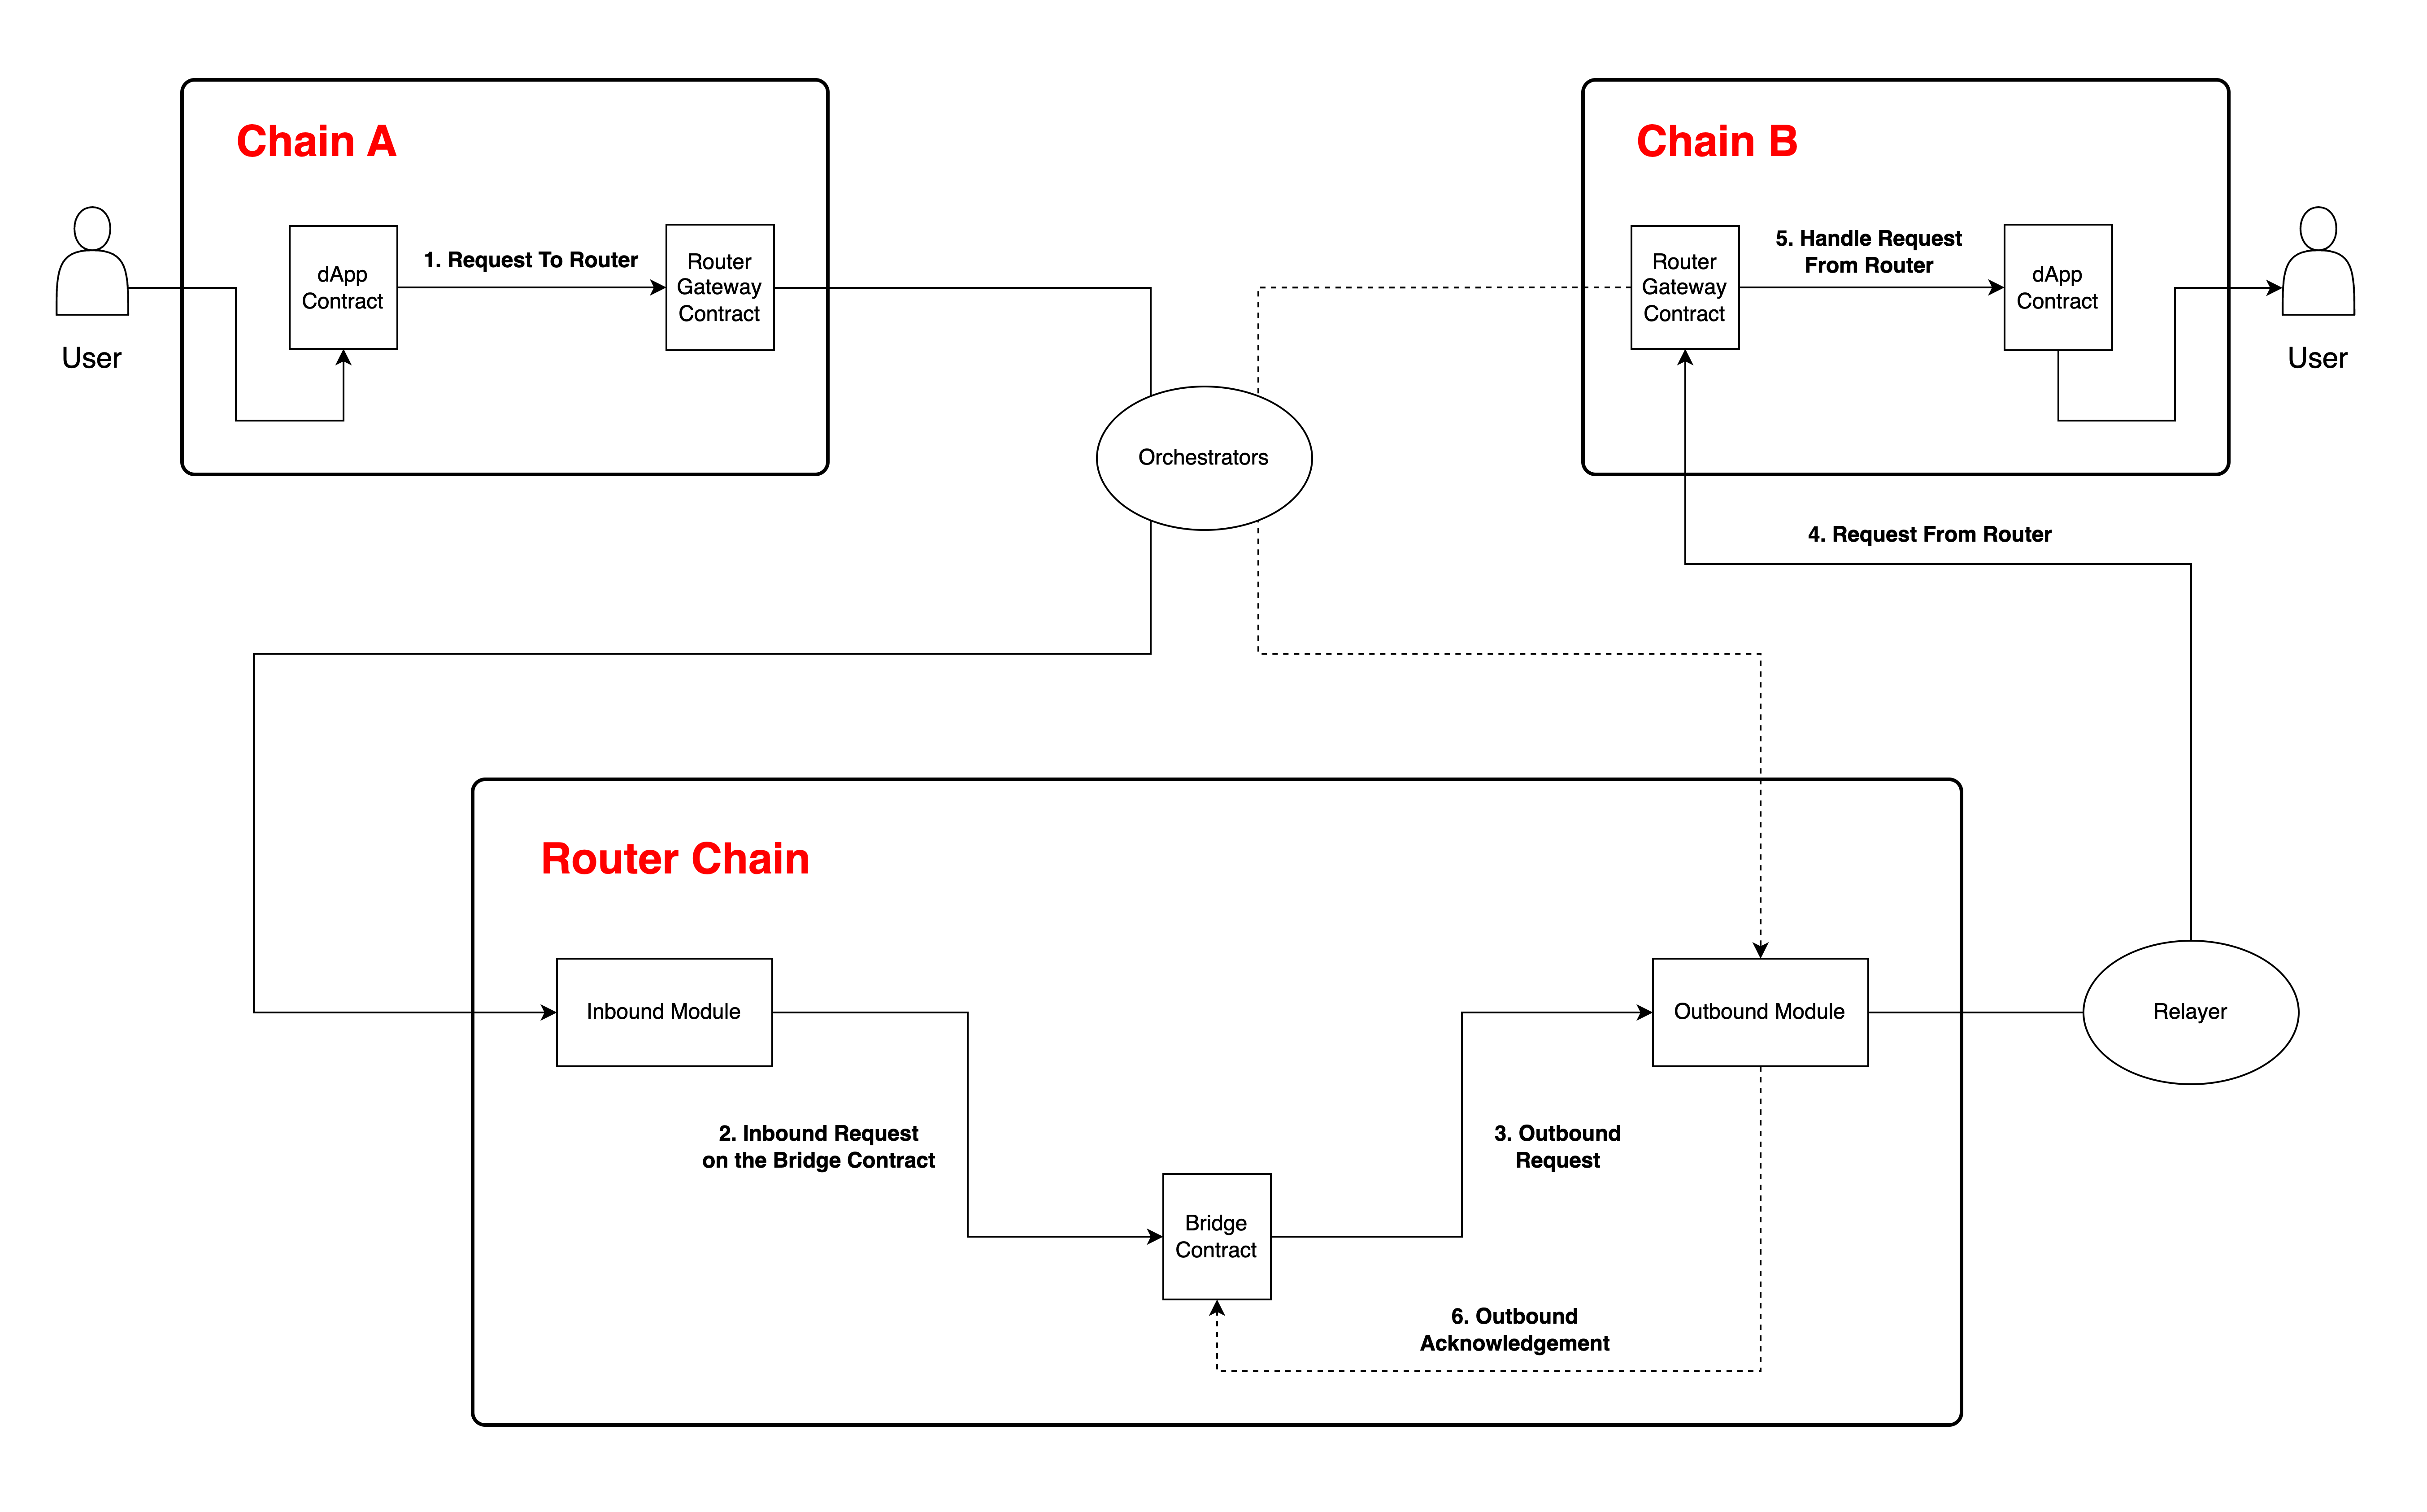 Chain A
Chain B
dApp
Contract
1. Request To Router
Router
Gateway
Contract
Router
Gateway
Contract
5. Handle Request
From Router
dApp
Contract
User
User
Orchestrators
4. Request From Router
Router Chain
Inbound Module
Outbound Module
Relayer
2. Inbound Request
on the Bridge Contract
3. Outbound
Request
Bridge
Contract
6. Outbound
Acknowledgement